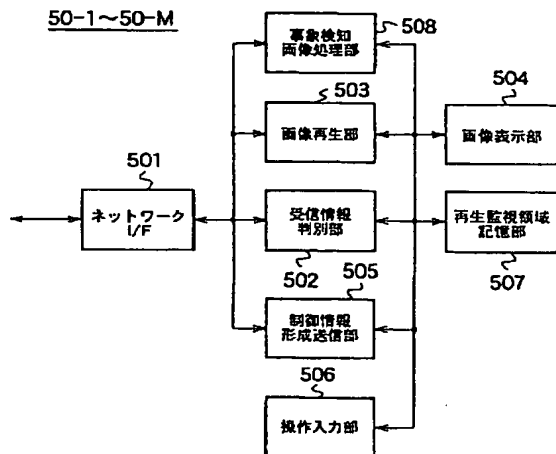 50-1～50-M
事象検知
画像処理部
508
503
画像再生部
504
画像表示部
501
ネットワーク
I/F
受信情報
判別部
502
再生監視領域
記憶部
507
505
制御情報
形成送信部
506
操作入力部